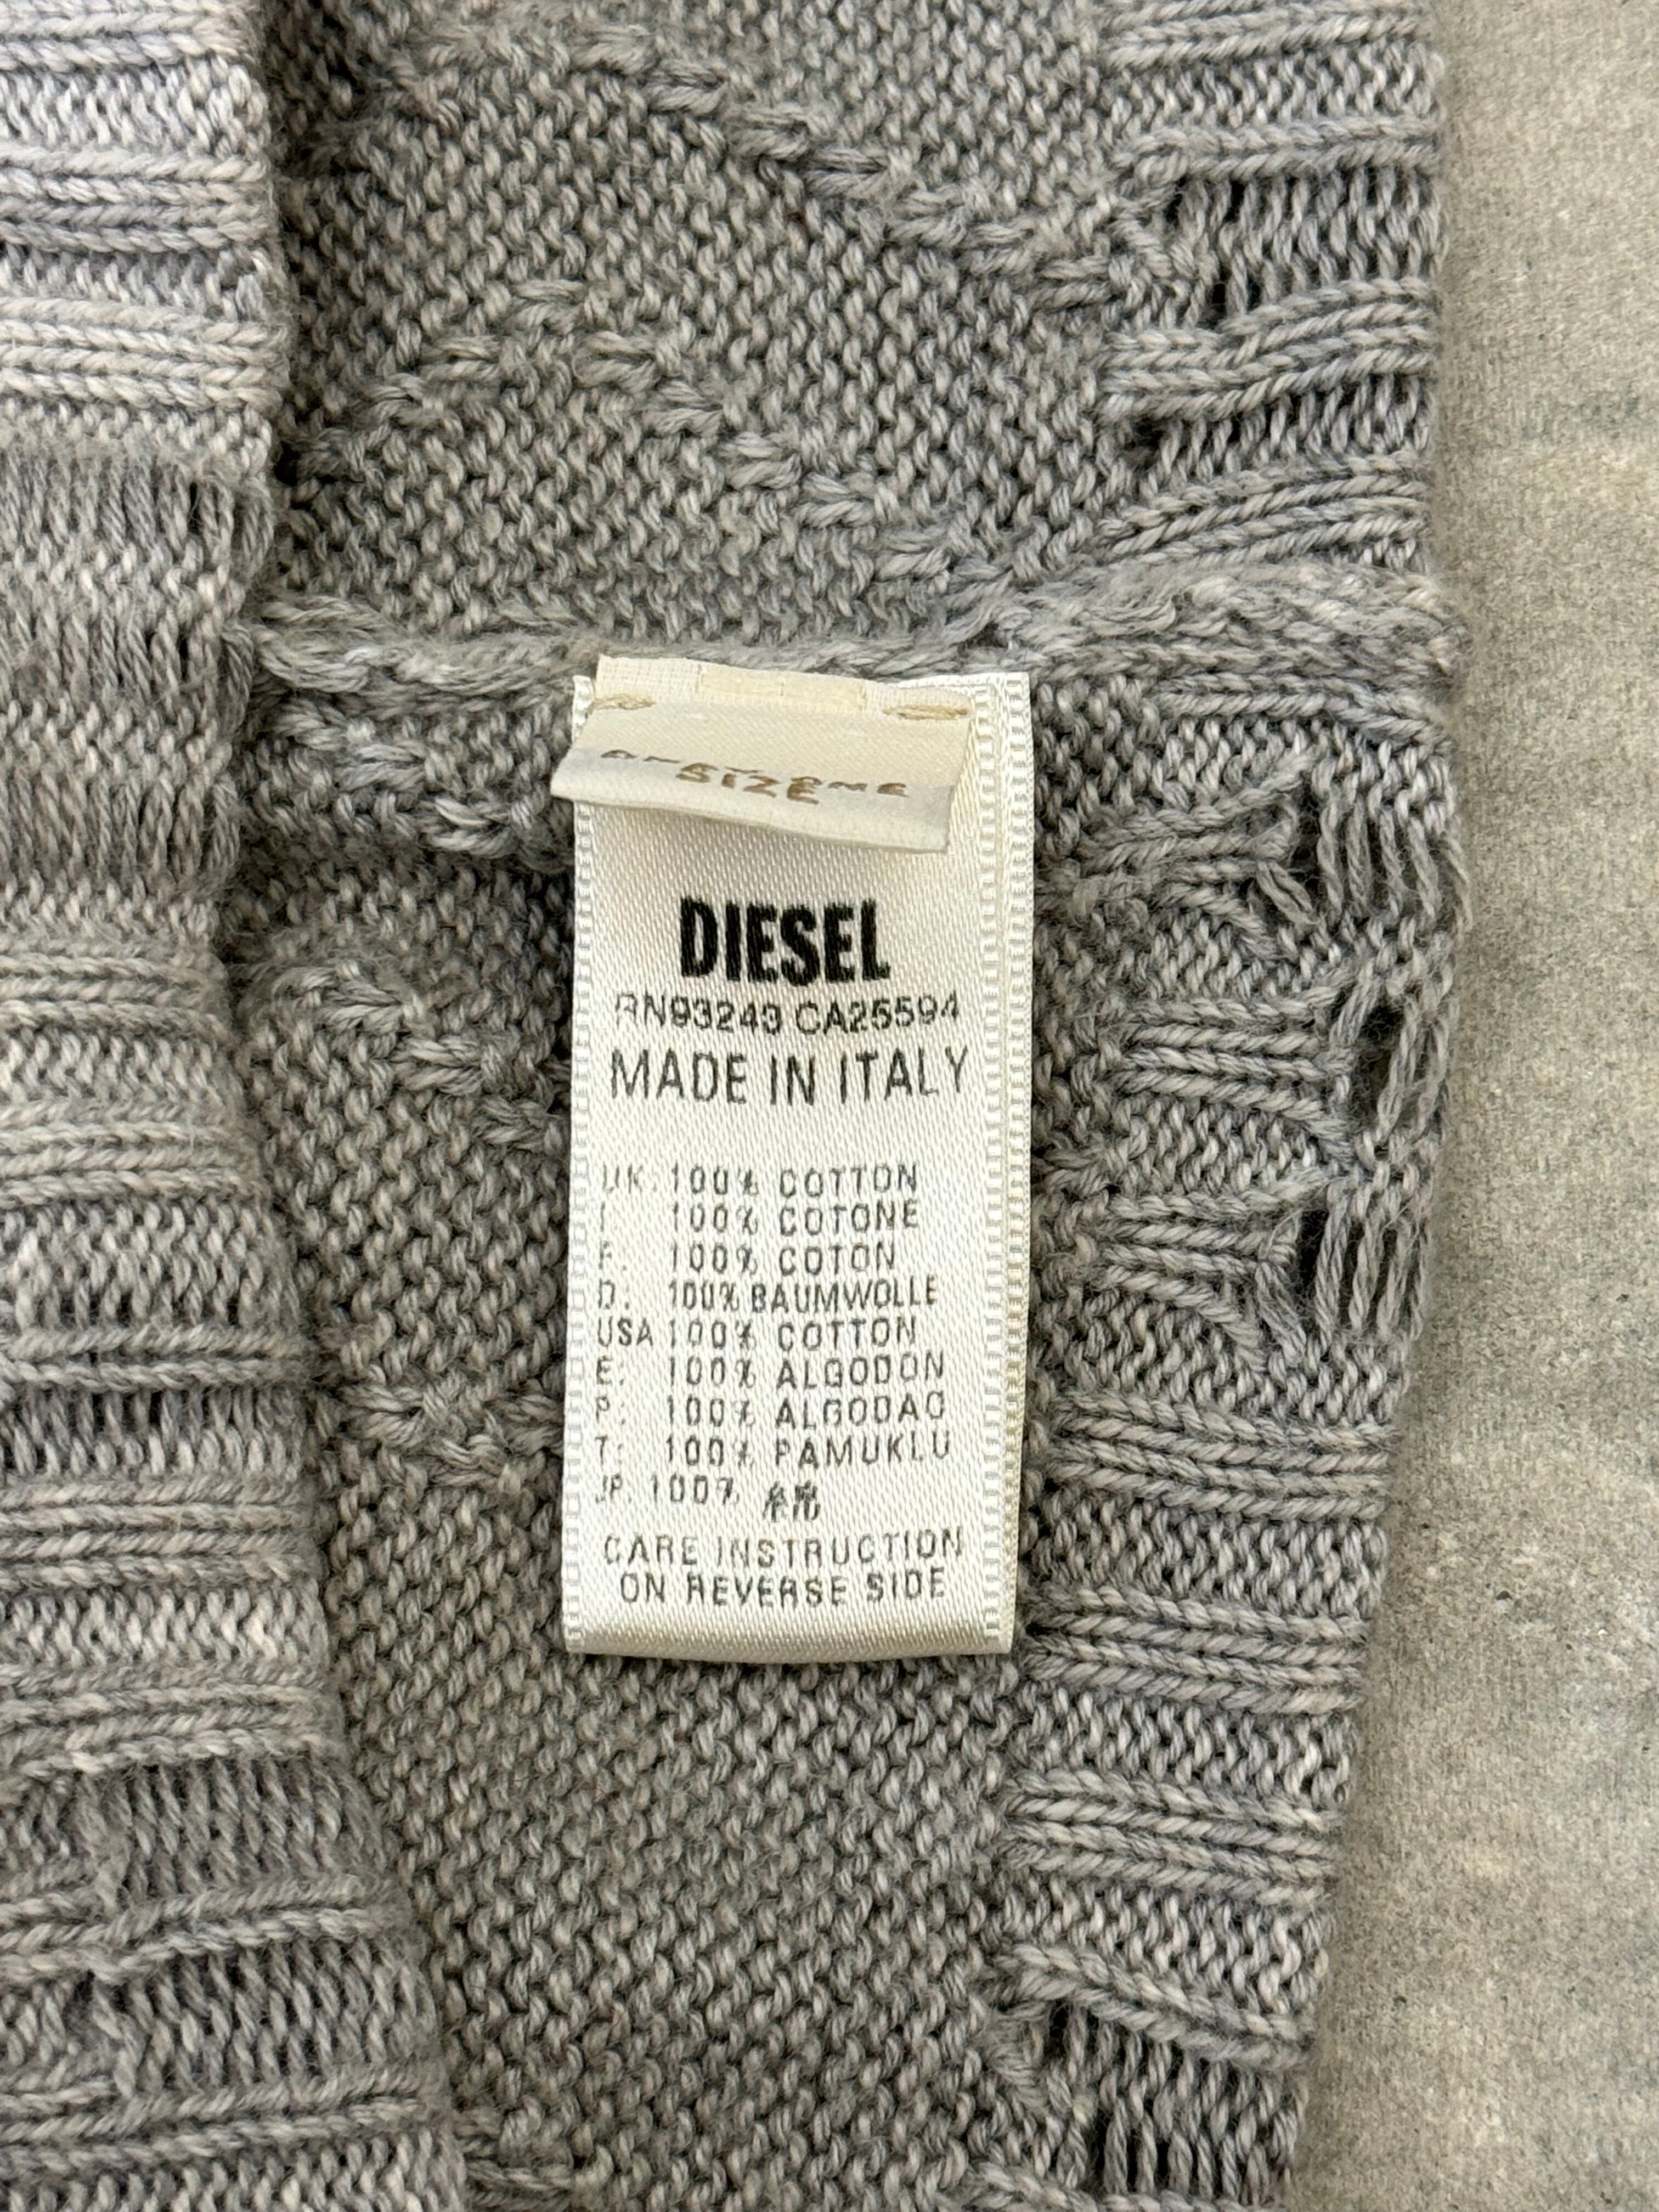 SIZE
DIESEL
RN93243 CA25594
MADE IN ITALY
UK: 100% COTTON
I 100% COTONE
F: 100% COTON
D: 100% BAUMWOLLE
USA 100% COTTON
E: 100% ALGODON
P: 100% ALGODAO
T: 100% PAMUKLU
JP: 100% 綿
CARE INSTRUCTION
ON REVERSE SIDE